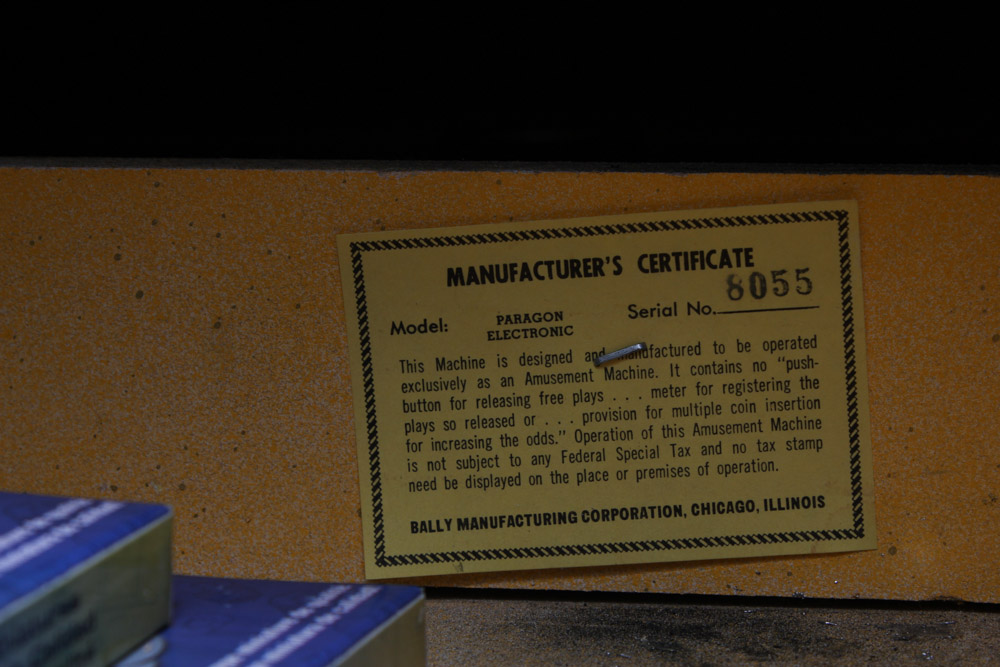 MANUFACTURER'S CERTIFICATE
8055
Model: PARAGON ELECTRONIC Serial No.
This Machine is designed and manufactured to be operated
exclusively as an Amusement Machine. It contains no "push-
button for releasing free plays . . . meter for registering the
plays so released or . . . provision for multiple coin insertion
for increasing the odds." Operation of this Amusement Machine
is not subject to any Federal Special Tax and no tax stamp
need be displayed on the place or premises of operation.
BALLY MANUFACTURING CORPORATION, CHICAGO, ILLINOIS